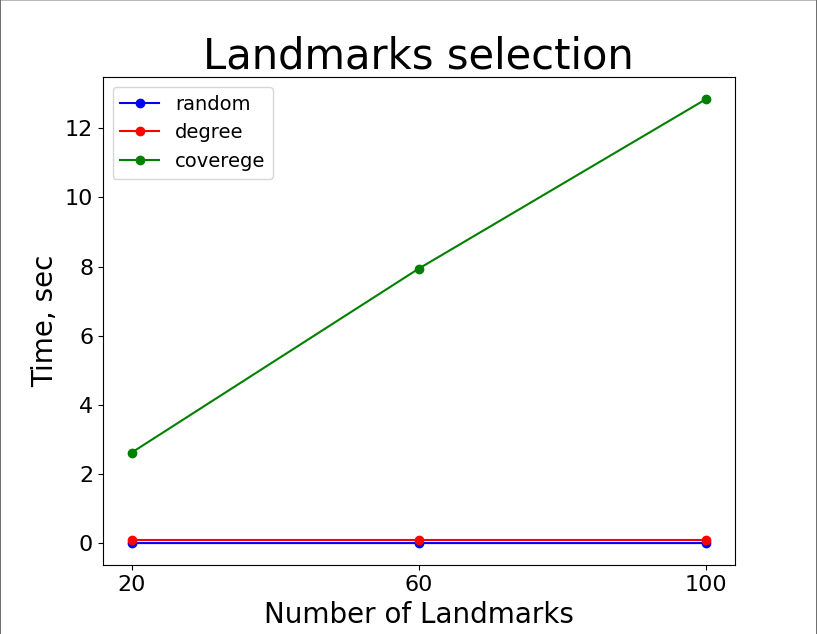 Landmarks selection
random
degree
coverege
12
10
8
6
4
2
0
Time, sec
20 60 100
Number of Landmarks